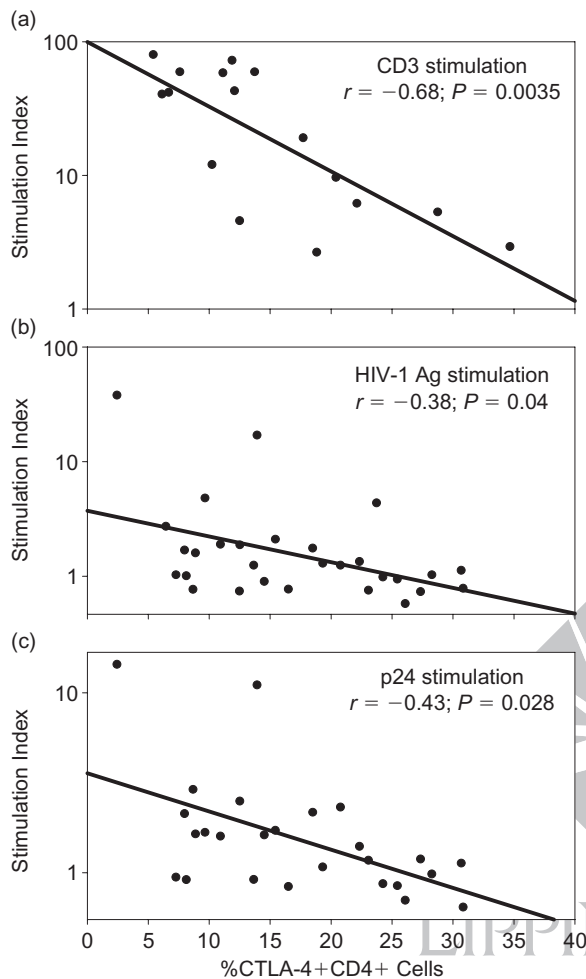 (a)
100
10
1
Stimulation Index
CD3 stimulation
r = −0.68; P = 0.0035
(b)
100
10
1
Stimulation Index
HIV-1 Ag stimulation
r = −0.38; P = 0.04
(c)
10
1
Stimulation Index
p24 stimulation
r = −0.43; P = 0.028
0 5 10 15 20 25 30 35 40
%CTLA-4+CD4+ Cells